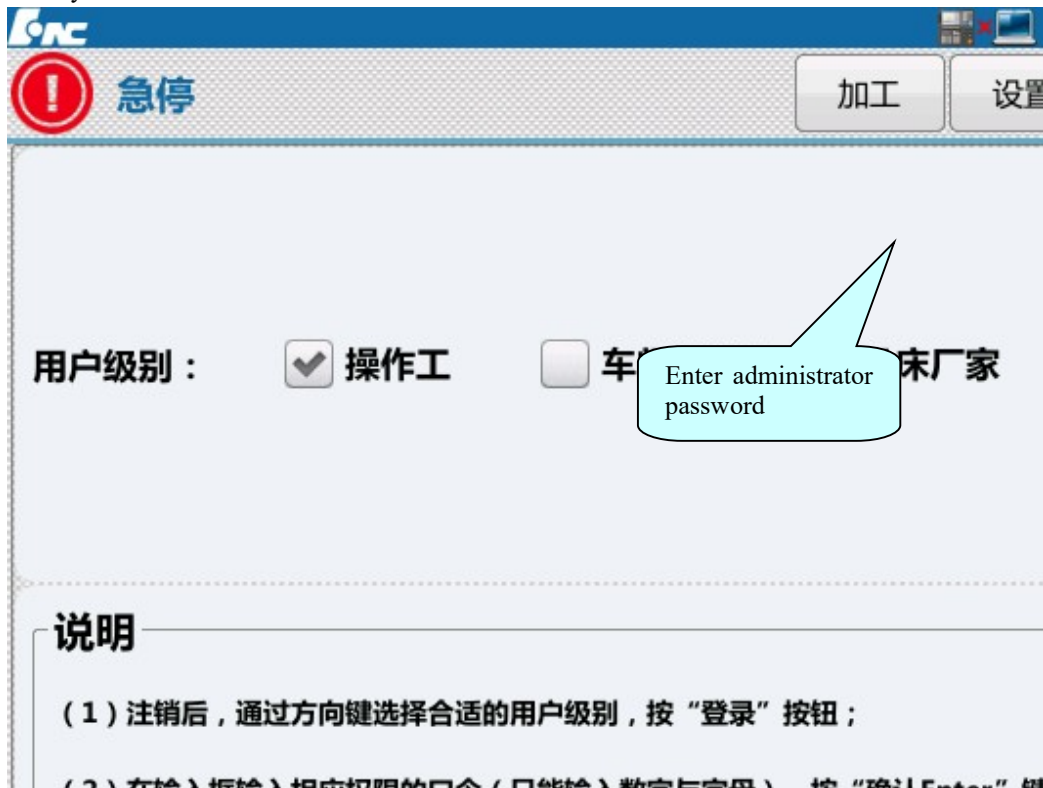 急停
加工
设置
用户级别：
操作工
车
床厂家
Enter administrator
password
说明
（1）注销后，通过方向键选择合适的用户级别，按“登录”按钮；